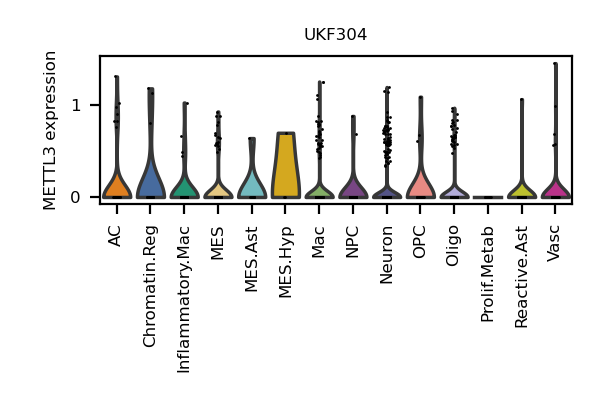 UKF304
METTL3 expression
1
0
AC
Chromatin.Reg
Inflammatory.Mac
MES
MES.Ast
MES.Hyp
Mac
NPC
Neuron
OPC
Oligo
Prolif.Metab
Reactive.Ast
Vasc